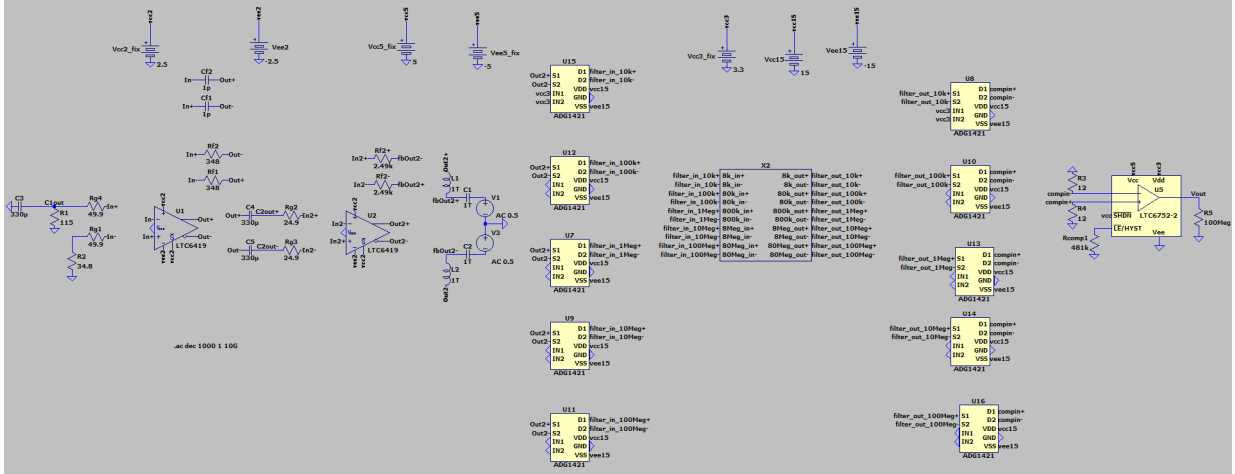 vcc2
Vcc2_fix
2.5
vee2
Vee2
-2.5
vcc5
Vcc5_fix
5
vee5
Vee5_fix
-5
vcc3
Vcc3_fix
3.3
vcc15
Vcc15
15
Vee15
-15
Cf2
In- Out+
1p
Cf1
In+ Out-
1p
Rf2
In+ Out-
348
Rf1
In- Out+
348
C3
330µ
C1out
R1
115
Rg4
49.9
In+
Rg1
49.9
In-
R2
34.8
U1
In-
In+
Out+
Out-
LTC6419
vee2
vcc2
C4
Out+ C2out+
330µ
Rg2
24.9
In2+
C5
Out- C2out-
330µ
Rg3
24.9
In2-
Rf2+
In2+ fbOut2-
2.49k
Rf2-
In2- fbOut2+
2.49k
U2
In2-
In2+
Out2+
Out2-
LTC6419
vcc2
vee2
Out2+
L1
1T
fbOut2+
C1
1T
V1
AC 0.5
V3
AC 0.5
fbOut2-
C2
1T
L2
1T
Out2-
.ac dec 1000 1 10G
U15
Out2+ S1 D1 filter_in_10k+
Out2- S2 D2 filter_in_10k-
vcc3 IN1 VDD vcc15
vcc3 IN2 GND
VSS vee15
ADG1421
U12
Out2+ S1 D1 filter_in_100k+
Out2- S2 D2 filter_in_100k-
IN1 VDD vcc15
IN2 GND
VSS vee15
ADG1421
U7
Out2+ S1 D1 filter_in_1Meg+
Out2- S2 D2 filter_in_1Meg-
IN1 VDD vcc15
IN2 GND
VSS vee15
ADG1421
U9
Out2+ S1 D1 filter_in_10Meg+
Out2- S2 D2 filter_in_10Meg-
IN1 VDD vcc15
IN2 GND
VSS vee15
ADG1421
U11
Out2+ S1 D1 filter_in_100Meg+
Out2- S2 D2 filter_in_100Meg-
IN1 VDD vcc15
IN2 GND
VSS vee15
ADG1421
X2
filter_in_10k+ 8k_in+ 8k_out+ filter_out_10k+
filter_in_10k- 8k_in- 8k_out- filter_out_10k-
filter_in_100k+ 80k_in+ 80k_out+ filter_out_100k+
filter_in_100k- 80k_in- 80k_out- filter_out_100k-
filter_in_1Meg+ 800k_in+ 800k_out+ filter_out_1Meg+
filter_in_1Meg- 800k_in- 800k_out- filter_out_1Meg-
filter_in_10Meg+ 8Meg_in+ 8Meg_out+ filter_out_10Meg+
filter_in_10Meg- 8Meg_in- 8Meg_out- filter_out_10Meg-
filter_in_100Meg+ 80Meg_in+ 80Meg_out+ filter_out_100Meg+
filter_in_100Meg- 80Meg_in- 80Meg_out- filter_out_100Meg-
U8
filter_out_10k+ S1 D1 compin+
filter_out_10k- S2 D2 compin-
vcc3 IN1 VDD vcc15
vcc3 IN2 GND
VSS vee15
ADG1421
U10
filter_out_100k+ S1 D1 compin+
filter_out_100k- S2 D2 compin-
IN1 VDD vcc15
IN2 GND
VSS vee15
ADG1421
U13
filter_out_1Meg+ S1 D1 compin+
filter_out_1Meg- S2 D2 compin-
IN1 VDD vcc15
IN2 GND
VSS vee15
ADG1421
U14
filter_out_10Meg+ S1 D1 compin+
filter_out_10Meg- S2 D2 compin-
IN1 VDD vcc15
IN2 GND
VSS vee15
ADG1421
U16
filter_out_100Meg+ S1 D1 compin+
filter_out_100Meg- S2 D2 compin-
IN1 VDD vcc15
IN2 GND
VSS vee15
ADG1421
R3
12
compin-
compin+
R4
12
vcc5
vcc3
Vcc Vdd
U5
LTC6752-2
SHDN
LE/HYST
Vee
Rcomp1
481k
Vout
R5
100Meg